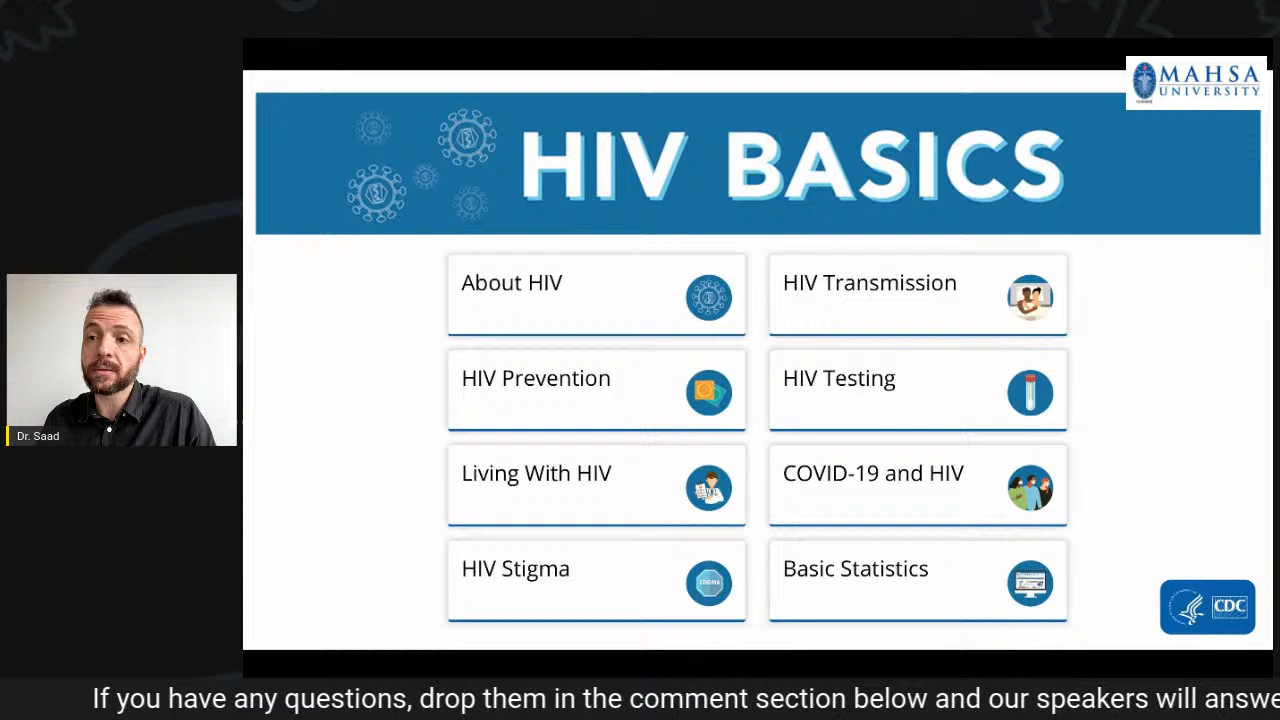 MAHSA
UNIVERSITY
HIV BASICS
About HIV
HIV Transmission
HIV Prevention
HIV Testing
Living With HIV
COVID-19 and HIV
HIV Stigma
STIGMA
Basic Statistics
CDC
Dr. Saad
If you have any questions, drop them in the comment section below and our speakers will answe